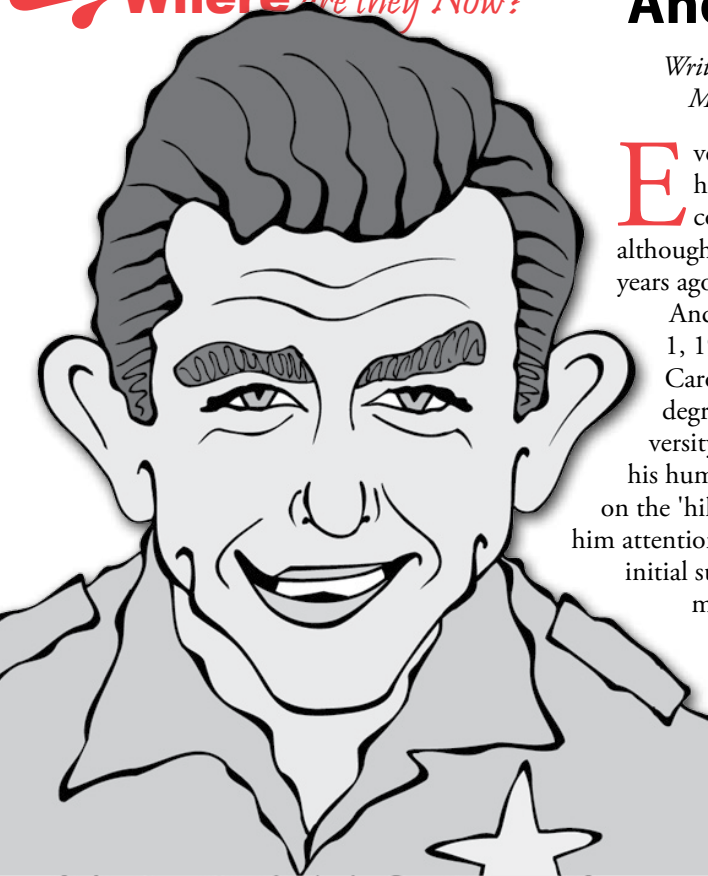 Where are they Now?
And
Writ
M
Eve
h
co
although
years ago
And
1, 1
Caro
degr
versity
his hum
on the 'hil
him attention
initial su
m